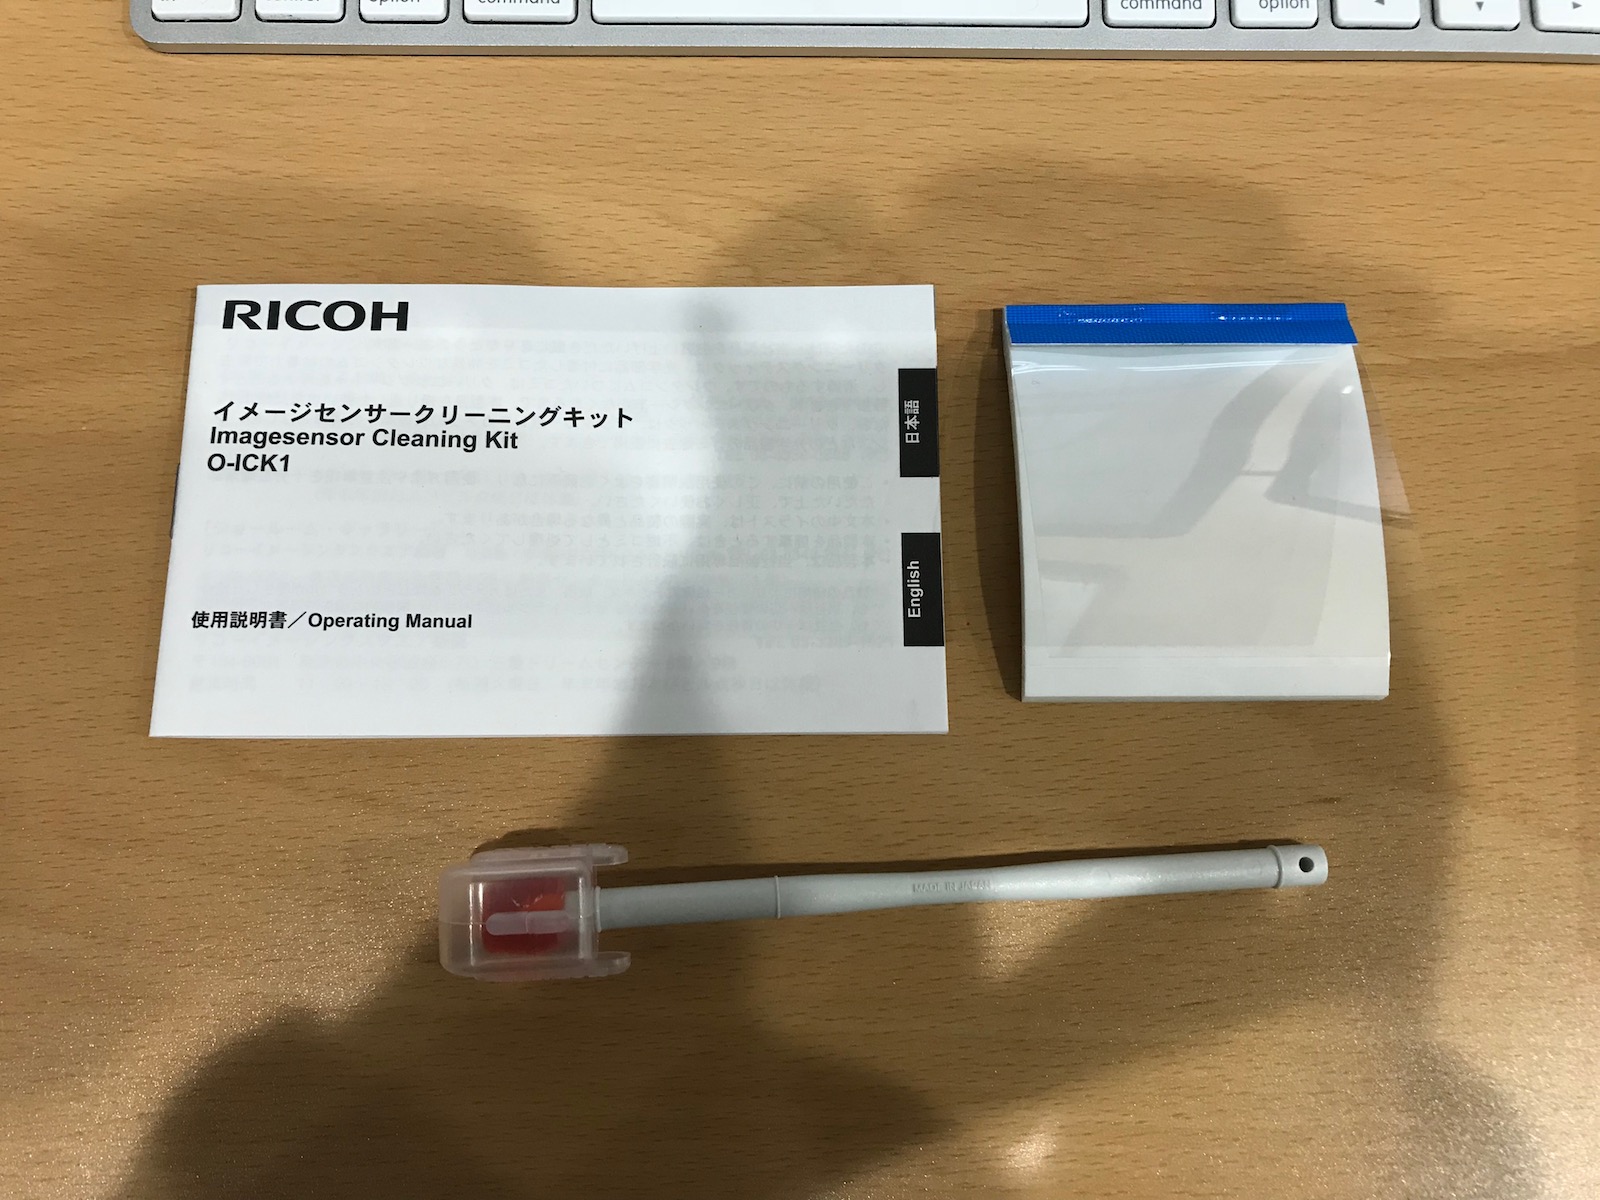 option
command
command
option
RICOH
イメージセンサークリーニングキット
Imagesensor Cleaning Kit
O-ICK1
日本語
English
使用説明書／Operating Manual
MADE IN JAPAN